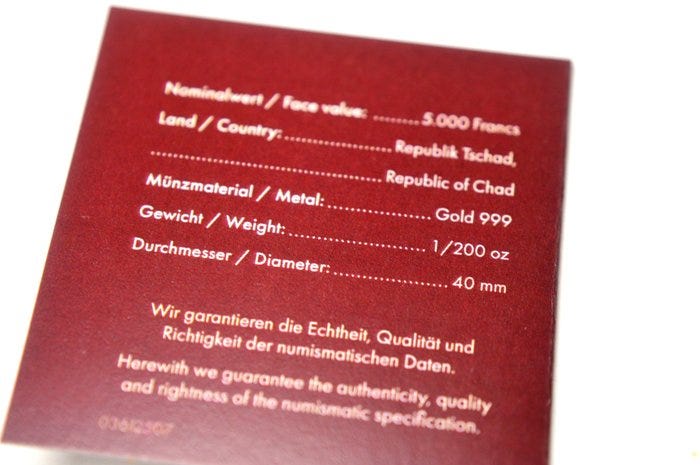 Nominalwert / Face value: ........ 5.000 Francs
Land / Country: .................... Republik Tschad,
........................................... Republic of Chad
Münzmaterial / Metal: ................... Gold 999
Gewicht / Weight: ......................... 1/200 oz
Durchmesser / Diameter: ..................... 40 mm
Wir garantieren die Echtheit, Qualität und
Richtigkeit der numismatischen Daten.
Herewith we guarantee the authenticity, quality
and rightness of the numismatic specification.